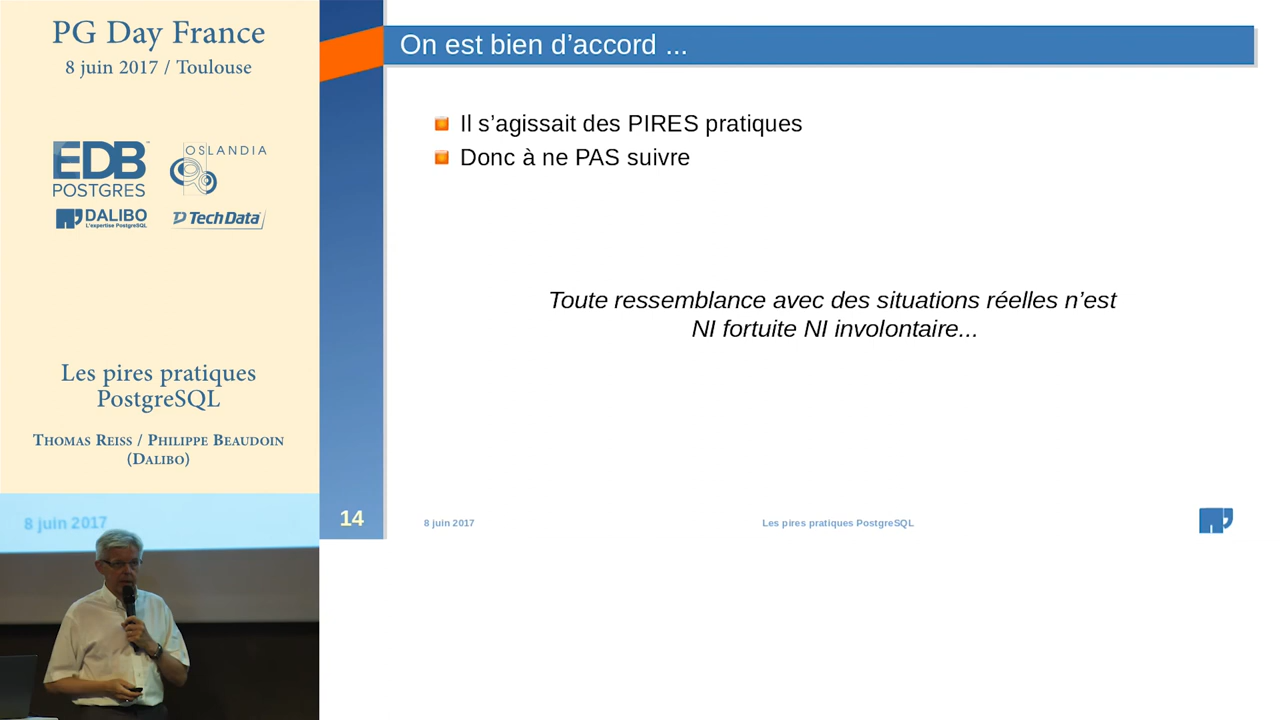 PG Day France
8 juin 2017 / Toulouse
EDB
POSTGRES
OSLANDIA
DALIBO
L'expertise PostgreSQL
Tech Data
Les pires pratiques
PostgreSQL
Thomas Reiss / Philippe Beaudoin
(Dalibo)
8 juin 2017
On est bien d’accord ...
Il s’agissait des PIRES pratiques
Donc à ne PAS suivre
Toute ressemblance avec des situations réelles n’est
NI fortuite NI involontaire...
14
8 juin 2017
Les pires pratiques PostgreSQL